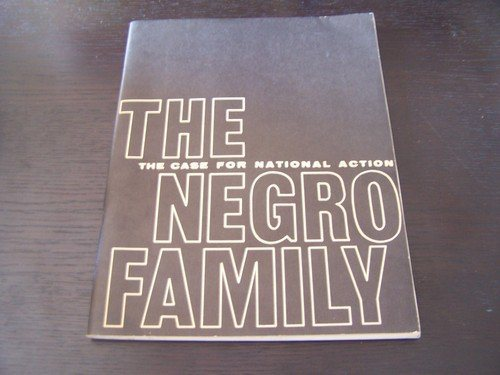 THE
THE CASE FOR NATIONAL ACTION
NEGRO
FAMILY